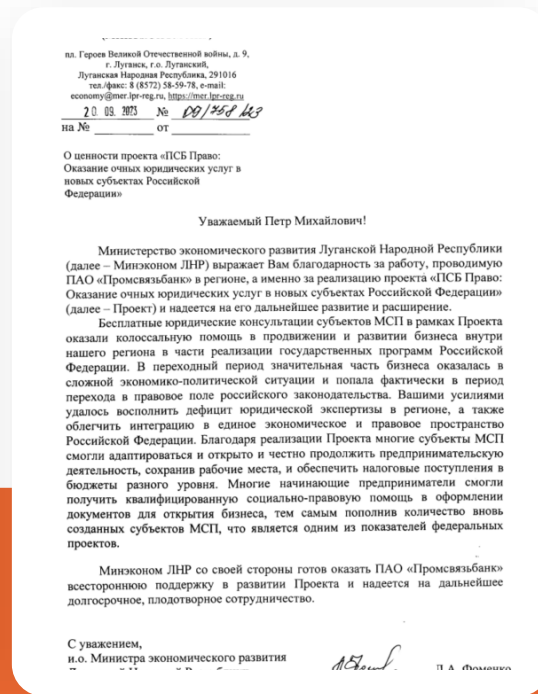 пл. Героев Великой Отечественной войны, д. 9,
г. Луганск, г.о. Луганский,
Луганская Народная Республика, 291016
тел./факс: 8 (8572) 58-59-78, e-mail:
economy@mer.lpr-reg.ru, https://mer.lpr-reg.ru
20. 09. 2023 № 09/758/23
на № от
О ценности проекта «ПСБ Право:
Оказание очных юридических услуг в
новых субъектах Российской
Федерации»
Уважаемый Петр Михайлович!
Министерство экономического развития Луганской Народной Республики
(далее – Минэконом ЛНР) выражает Вам благодарность за работу, проводимую
ПАО «Промсвязьбанк» в регионе, а именно за реализацию проекта «ПСБ Право:
Оказание очных юридических услуг в новых субъектах Российской Федерации»
(далее – Проект) и надеется на его дальнейшее развитие и расширение.
Бесплатные юридические консультации субъектов МСП в рамках Проекта
оказали колоссальную помощь в продвижении и развитии бизнеса внутри
нашего региона в части реализации государственных программ Российской
Федерации. В переходный период значительная часть бизнеса оказалась в
сложной экономико-политической ситуации и попала фактически в период
перехода в правовое поле российского законодательства. Вашими усилиями
удалось восполнить дефицит юридической экспертизы в регионе, а также
облегчить интеграцию в единое экономическое и правовое пространство
Российской Федерации. Благодаря реализации Проекта многие субъекты МСП
смогли адаптироваться и открыто и честно продолжить предпринимательскую
деятельность, сохранив рабочие места, и обеспечить налоговые поступления в
бюджеты разного уровня. Многие начинающие предприниматели смогли
получить квалифицированную социально-правовую помощь в оформлении
документов для открытия бизнеса, тем самым пополнив количество вновь
созданных субъектов МСП, что является одним из показателей федеральных
проектов.
Минэконом ЛНР со своей стороны готов оказать ПАО «Промсвязьбанк»
всестороннюю поддержку в развитии Проекта и надеется на дальнейшее
долгосрочное, плодотворное сотрудничество.
С уважением,
и.о. Министра экономического развития
Д.А. Фоменко